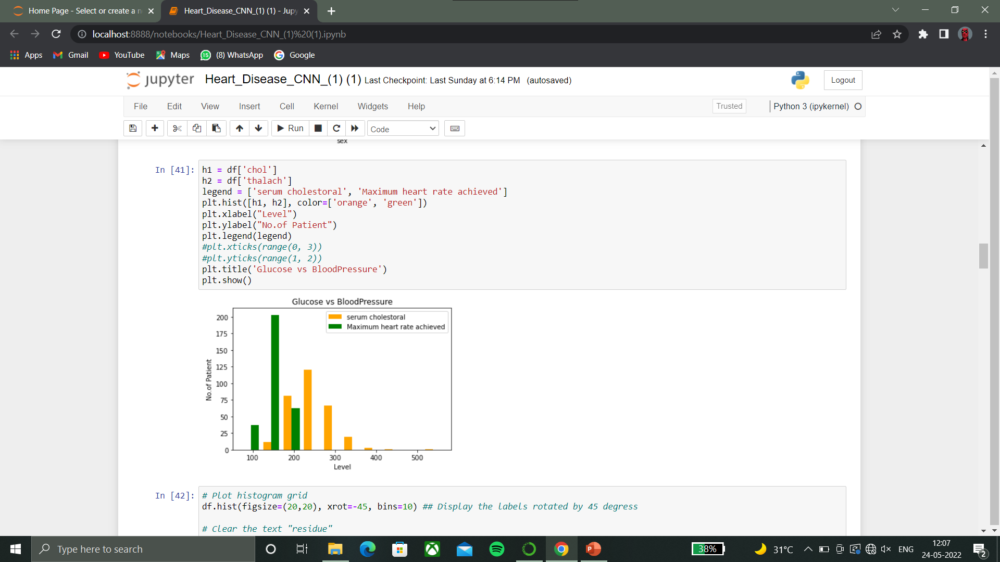 Home Page - Select or create a n
Heart_Disease_CNN_(1) (1) - Jupy
localhost:8888/notebooks/Heart_Disease_CNN_(1)%20(1).ipynb
Apps Gmail YouTube Maps 15 (8) WhatsApp Google
jupyter Heart_Disease_CNN_(1) (1) Last Checkpoint: Last Sunday at 6:14 PM (autosaved) Logout
File Edit View Insert Cell Kernel Widgets Help Trusted Python 3 (ipykernel)
Run Code
sex
In [41]: h1 = df['chol']
h2 = df['thalach']
legend = ['serum cholestoral', 'Maximum heart rate achieved']
plt.hist([h1, h2], color=['orange', 'green'])
plt.xlabel("Level")
plt.ylabel("No.of Patient")
plt.legend(legend)
#plt.xticks(range(0, 3))
#plt.yticks(range(1, 2))
plt.title('Glucose vs BloodPressure')
plt.show()
Glucose vs BloodPressure
serum cholestoral
Maximum heart rate achieved
No.of Patient
200
175
150
125
100
75
50
25
0
100 200 300 400 500
Level
In [42]: # Plot histogram grid
df.hist(figsize=(20,20), xrot=-45, bins=10) ## Display the labels rotated by 45 degress
# Clear the text "residue"
Type here to search
38%
31°C
ENG
12:07
24-05-2022
2